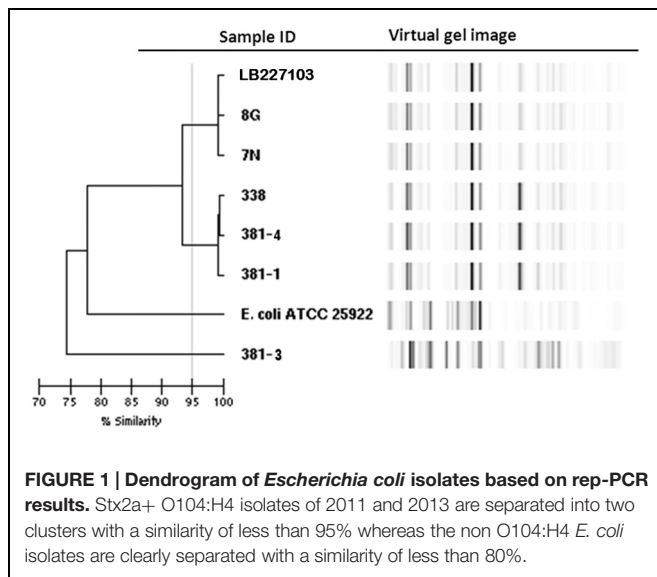 Sample ID Virtual gel image
LB227103
8G
7N
338
381-4
381-1
E. coli ATCC 25922
381-3
70 75 80 85 90 95 100
% Similarity
FIGURE 1 | Dendrogram of Escherichia coli isolates based on rep-PCR
results. Stx2a+ O104:H4 isolates of 2011 and 2013 are separated into two
clusters with a similarity of less than 95% whereas the non O104:H4 E. coli
isolates are clearly separated with a similarity of less than 80%.